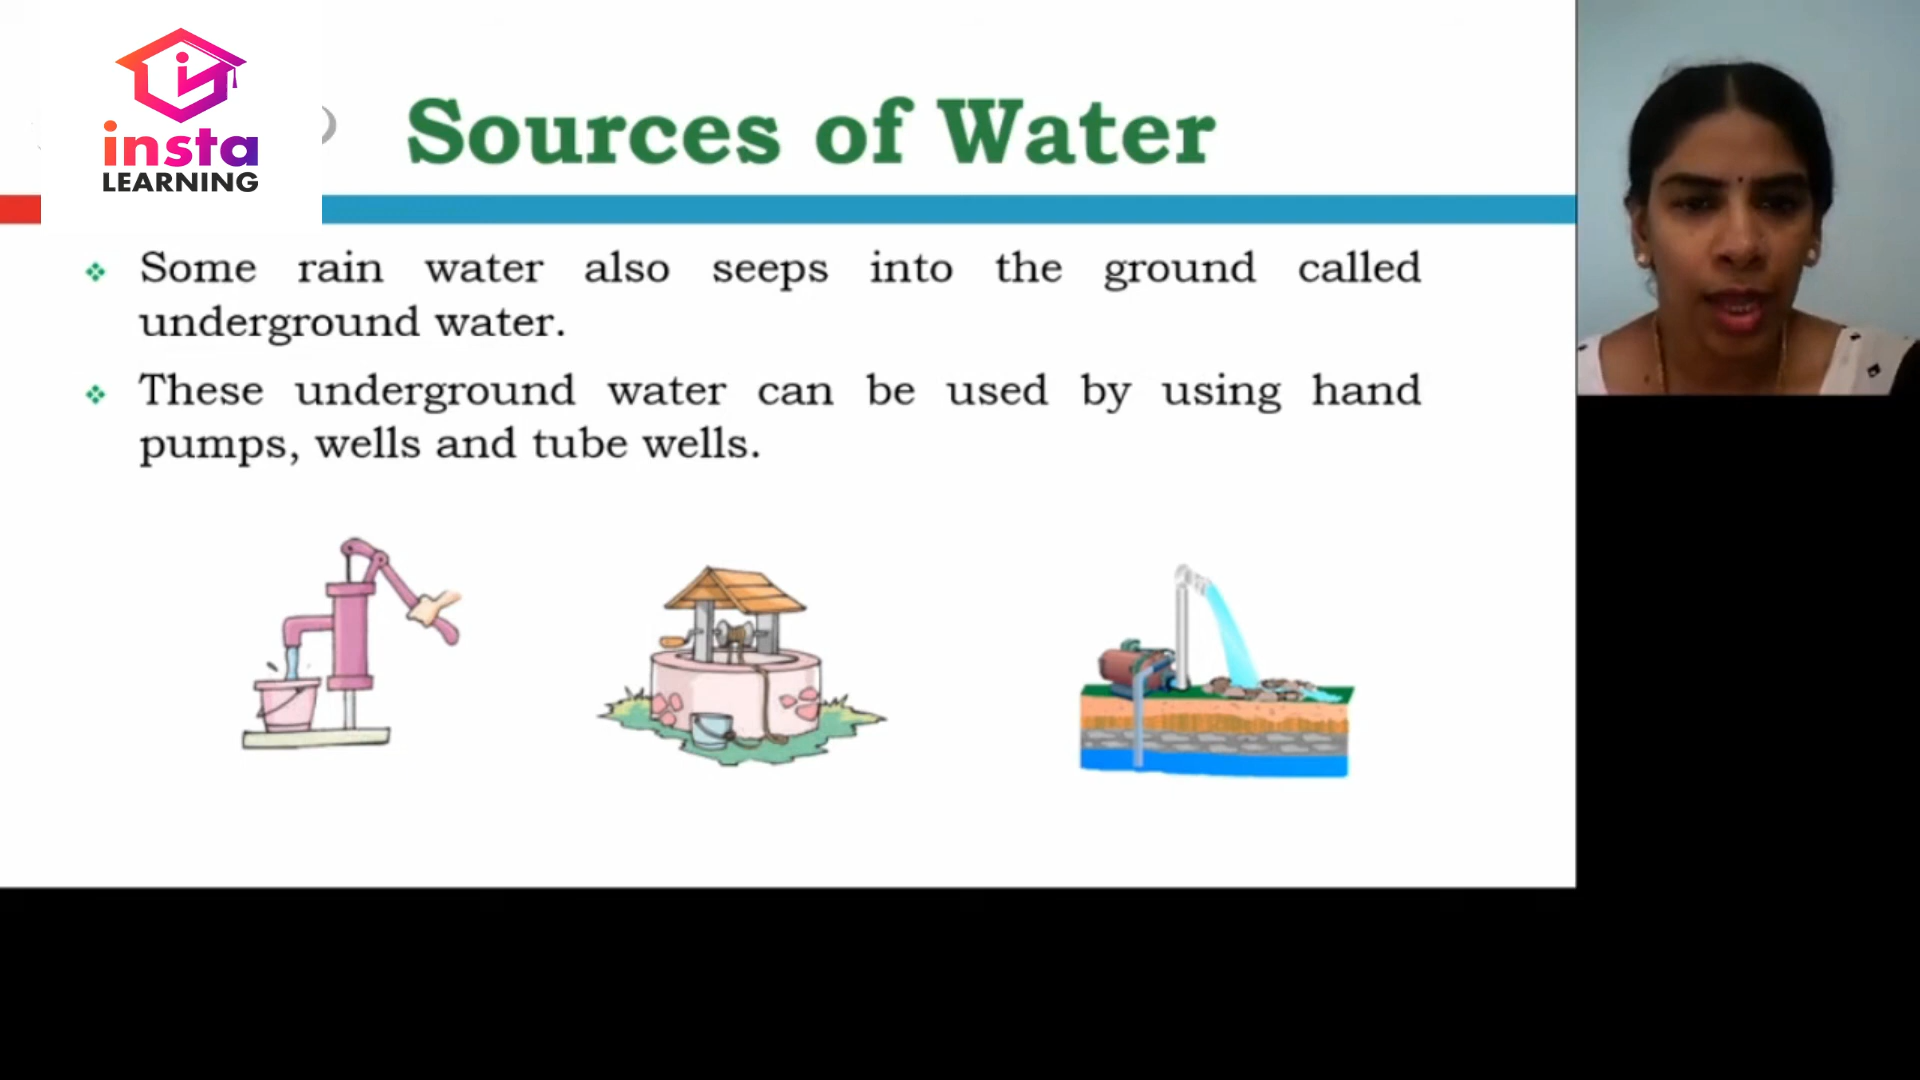 insta
LEARNING
Sources of Water
Some rain water also seeps into the ground called
underground water.
These underground water can be used by using hand
pumps, wells and tube wells.